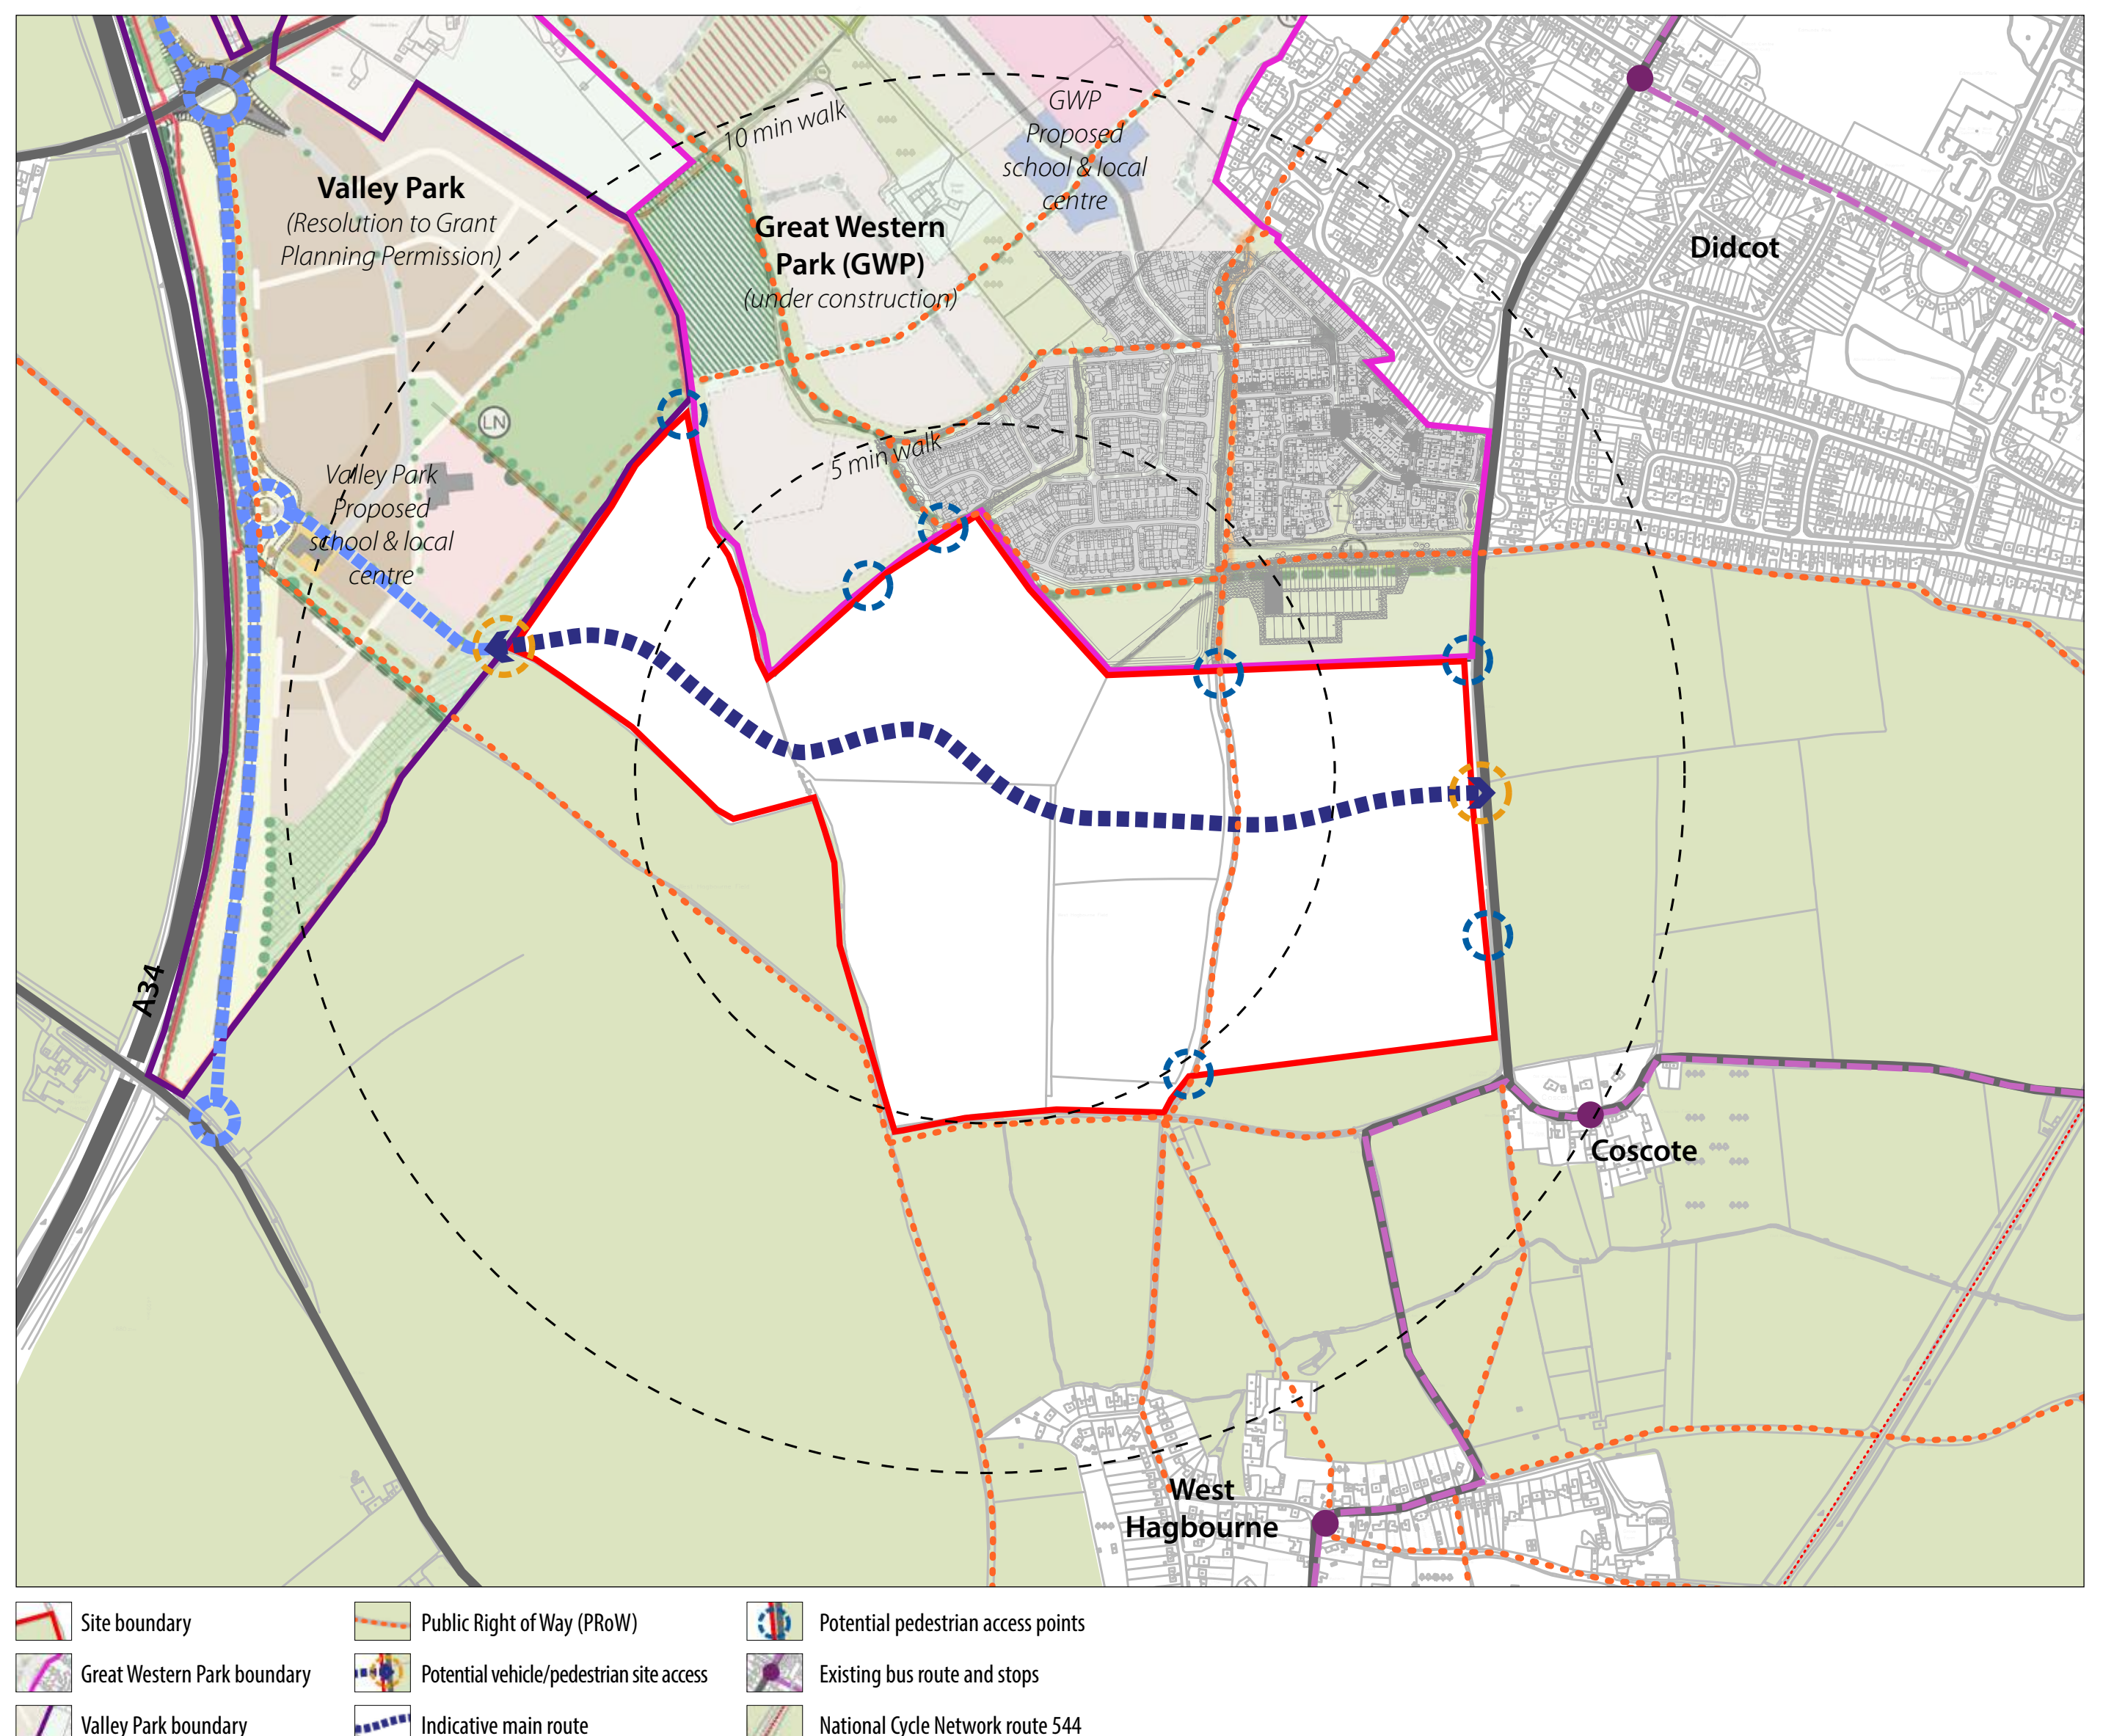 10 min walk
GWP
Proposed
school & local
centre
Valley Park
(Resolution to Grant
Planning Permission)
Great Western
Park (GWP)
(under construction)
Didcot
LN
5 min walk
Valley Park
Proposed
school & local
centre
A34
Coscote
West
Hagbourne
Site boundary
Public Right of Way (PRoW)
Potential pedestrian access points
Great Western Park boundary
Potential vehicle/pedestrian site access
Existing bus route and stops
Valley Park boundary
Indicative main route
National Cycle Network route 544